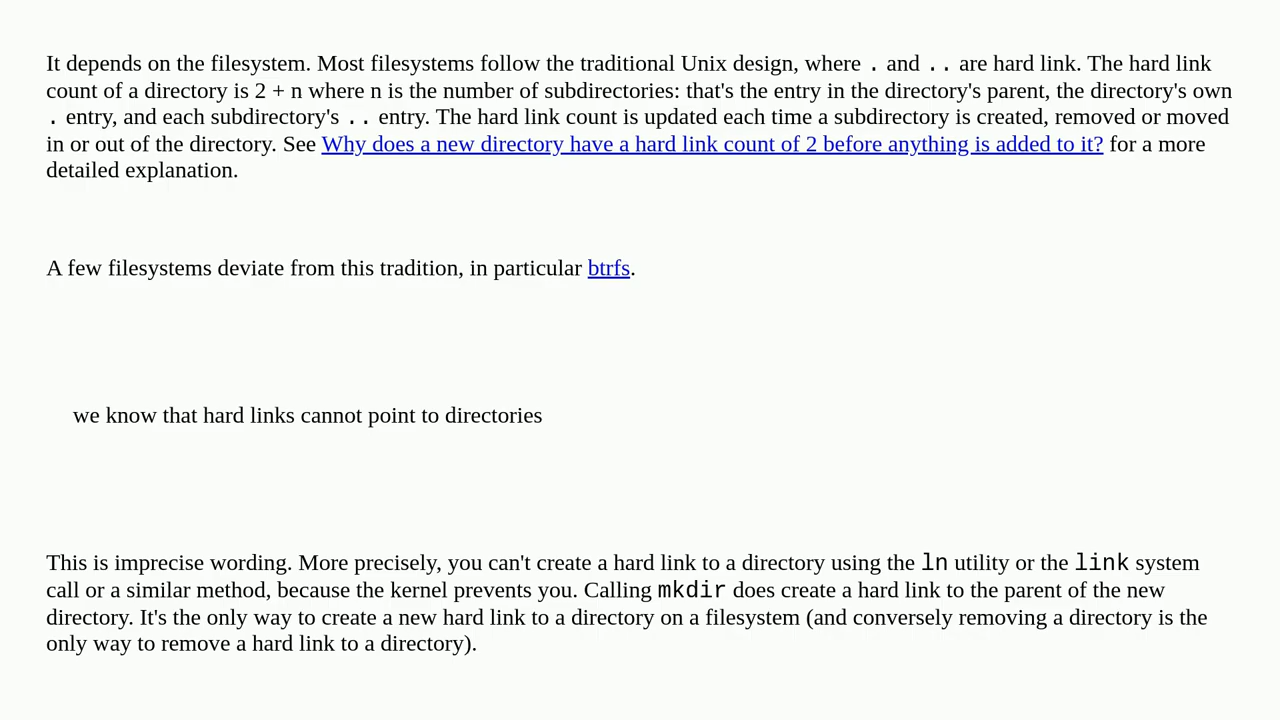 It depends on the filesystem. Most filesystems follow the traditional Unix design, where . and .. are hard link. The hard link
count of a directory is 2 + n where n is the number of subdirectories: that's the entry in the directory's parent, the directory's own
. entry, and each subdirectory's .. entry. The hard link count is updated each time a subdirectory is created, removed or moved
in or out of the directory. See Why does a new directory have a hard link count of 2 before anything is added to it? for a more
detailed explanation.
A few filesystems deviate from this tradition, in particular btrfs.
we know that hard links cannot point to directories
This is imprecise wording. More precisely, you can't create a hard link to a directory using the ln utility or the link system
call or a similar method, because the kernel prevents you. Calling mkdir does create a hard link to the parent of the new
directory. It's the only way to create a new hard link to a directory on a filesystem (and conversely removing a directory is the
only way to remove a hard link to a directory).